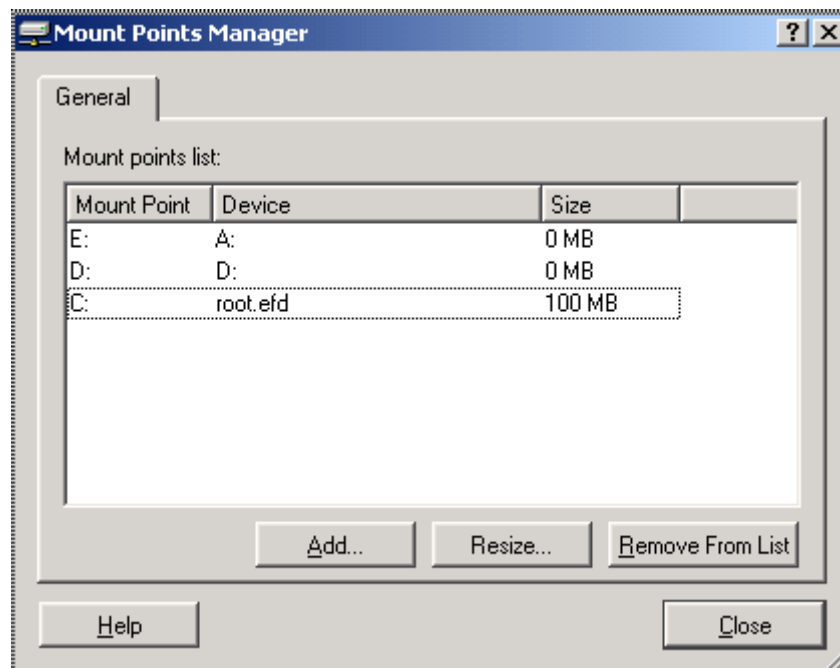 Mount Points Manager
General
Mount points list:
Mount Point Device Size
E: A: 0 MB
D: D: 0 MB
C: root.efd 100 MB
Add... Resize... Remove From List
Help Close